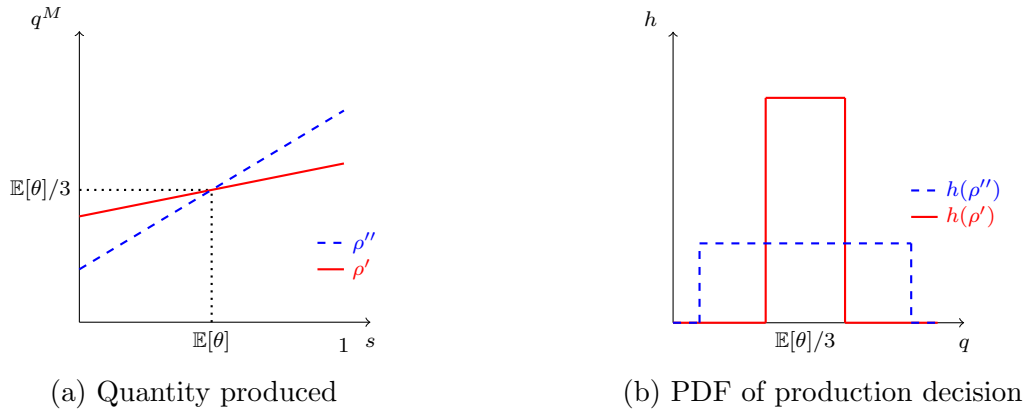 q^M
𝔼[θ]/3
ρ′′
ρ′
𝔼[θ]
1
s
(a) Quantity produced
h
h(ρ′′)
h(ρ′)
𝔼[θ]/3
q
(b) PDF of production decision